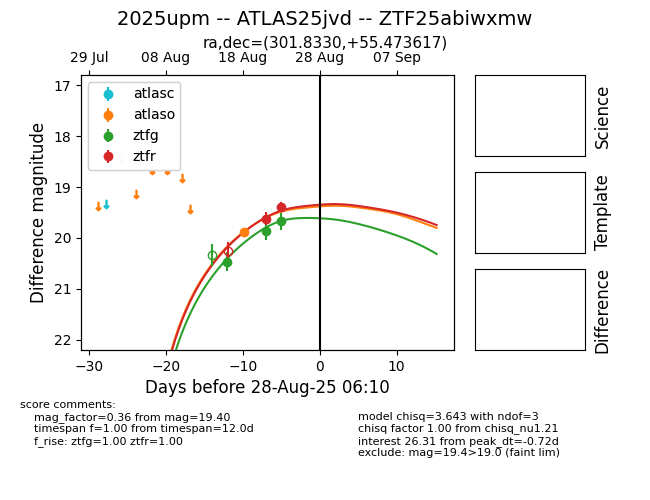 2025upm -- ATLAS25jvd -- ZTF25abiwxmw
ra,dec=(301.8330,+55.473617)
29 Jul 08 Aug 18 Aug 28 Aug 07 Sep
atlasc
atlaso
ztfg
ztfr
17
18
19
20
21
22
Difference magnitude
−30 −20 −10 0 10
Days before 28-Aug-25 06:10
Science
Template
Difference
score comments:
mag_factor=0.36 from mag=19.40
timespan f=1.00 from timespan=12.0d
f_rise: ztfg=1.00 ztfr=1.00
model chisq=3.643 with ndof=3
chisq factor 1.00 from chisq_nu1.21
interest 26.31 from peak_dt=-0.72d
exclude: mag=19.4>19.0 (faint lim)